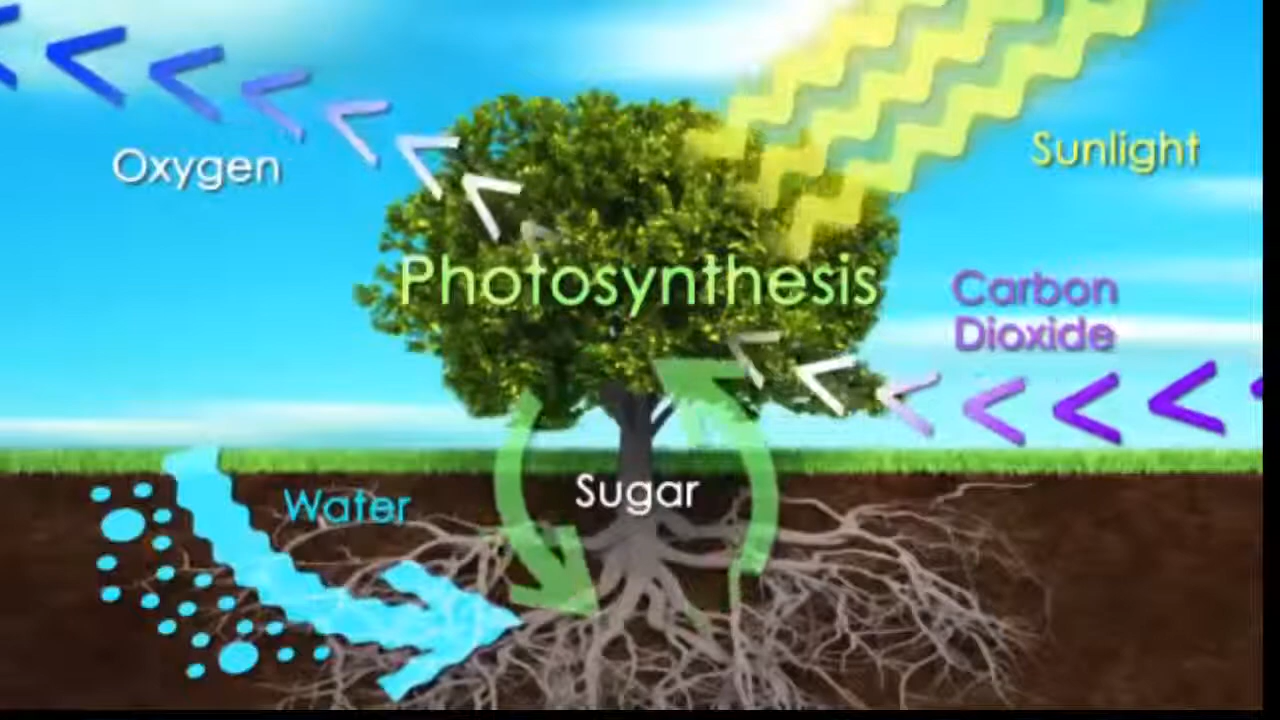 Oxygen
Sunlight
Photosynthesis
Carbon
Dioxide
Sugar
Water